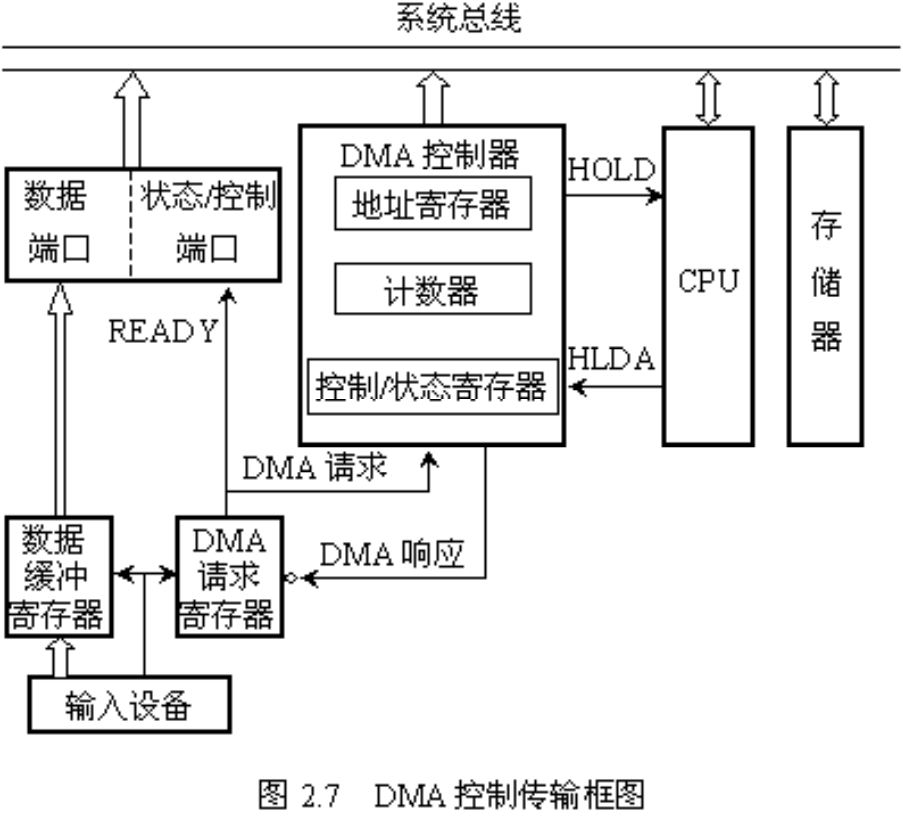 系统总线
DMA 控制器
地址寄存器
计数器
控制/状态寄存器
HOLD
HLDA
CPU
存
储
器
数据
端口
状态/控制
端口
READY
DMA 请求
DMA 响应
数据
缓冲
寄存器
DMA
请求
寄存器
输入设备
图 2.7 DMA 控制传输框图